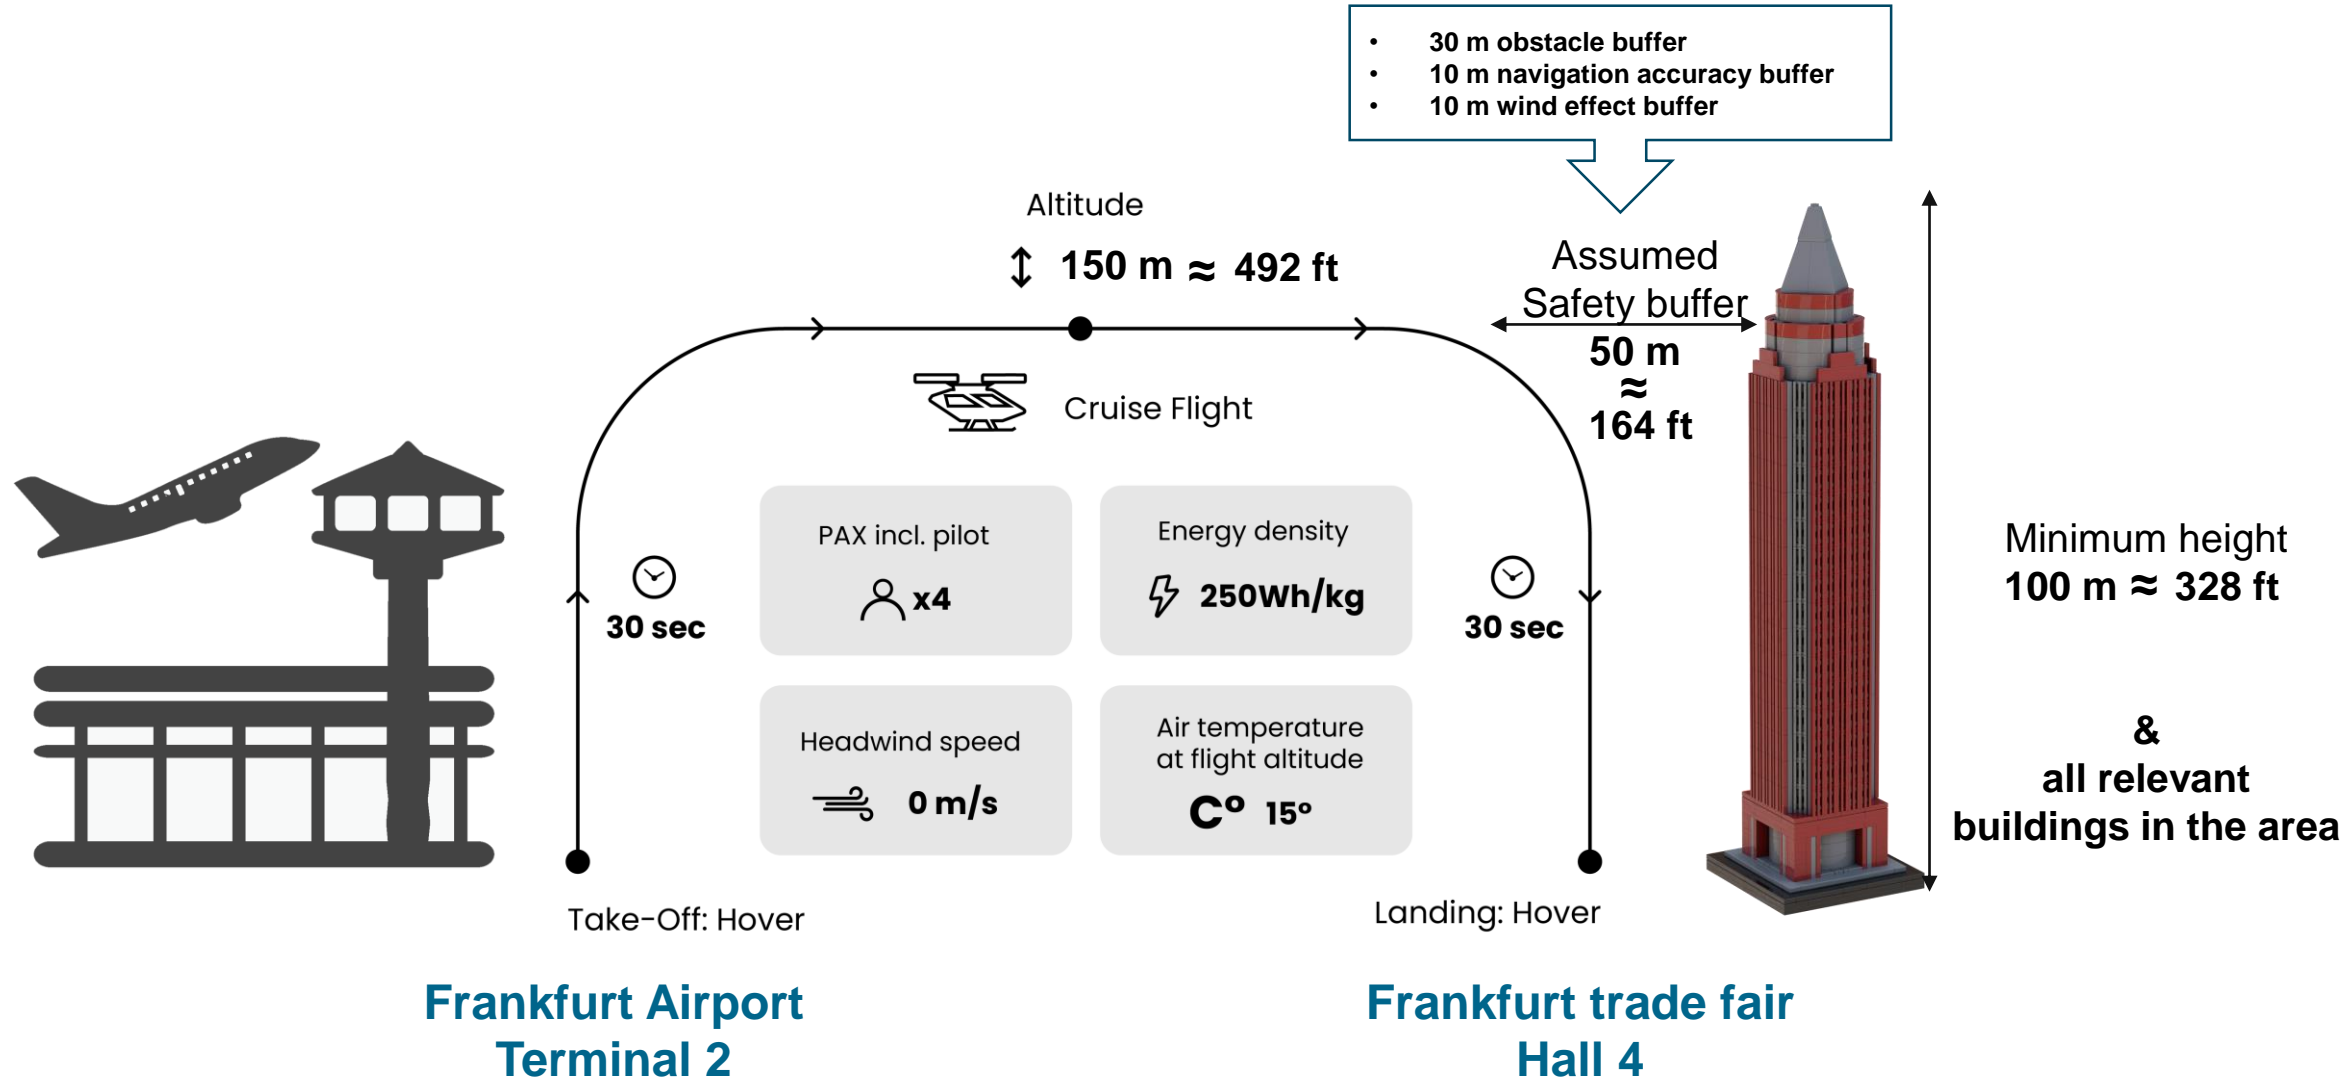 • 30 m obstacle buffer
• 10 m navigation accuracy buffer
• 10 m wind effect buffer
Altitude
150 m ≈ 492 ft
Assumed
Safety buffer
50 m
≈
164 ft
Cruise Flight
PAX incl. pilot
x4
Energy density
250Wh/kg
30 sec
30 sec
Headwind speed
0 m/s
Air temperature
at flight altitude
Cº 15º
Minimum height
100 m ≈ 328 ft
&
all relevant
buildings in the area
Take-Off: Hover
Landing: Hover
Frankfurt Airport
Terminal 2
Frankfurt trade fair
Hall 4